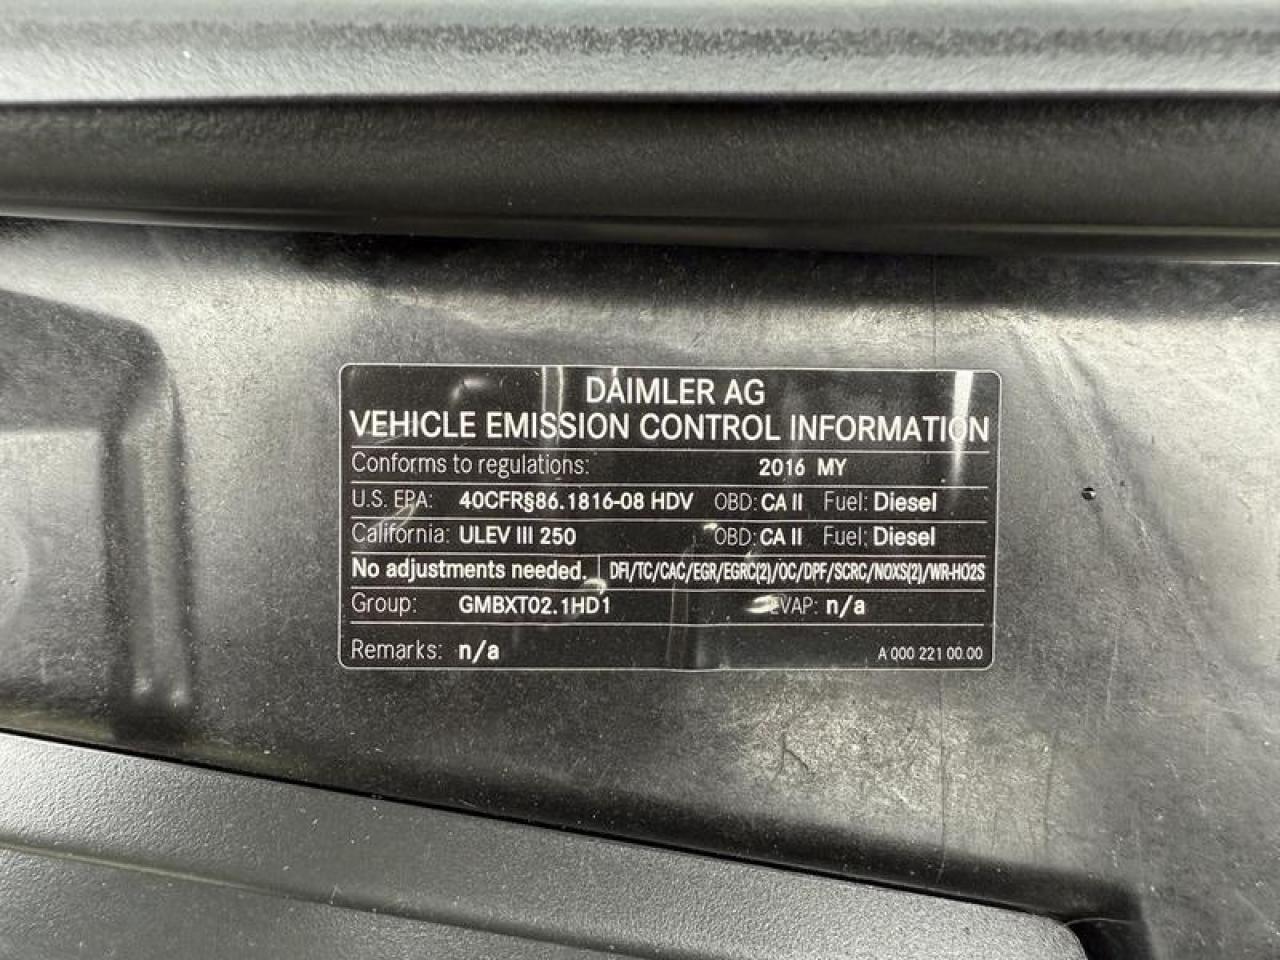 DAIMLER AG
VEHICLE EMISSION CONTROL INFORMATION
Conforms to regulations: 2016 MY
U.S. EPA: 40CFR§86.1816-08 HDV OBD: CA II Fuel: Diesel
California: ULEV III 250 OBD: CA II Fuel: Diesel
No adjustments needed. DFI/TC/CAC/EGR/EGRC(2)/OC/DPF/SCRC/NOXS(2)/WR-HO2S
Group: GMBXT02.1HD1 EVAP: n/a
Remarks: n/a A 000 221 00.00